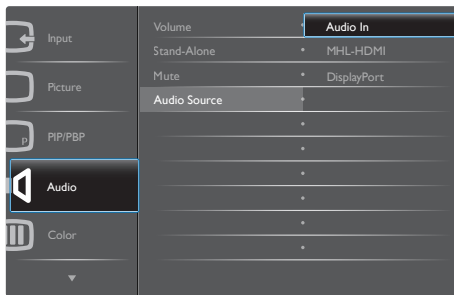 Input
Picture
P
PIP/PBP
Audio
Color
Volume
Stand-Alone
Mute
Audio Source
Audio In
MHL-HDMI
DisplayPort